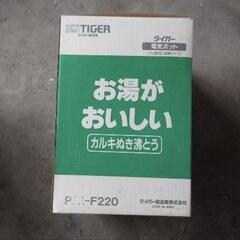 TIGER
タイガー
電気ポット
お湯が
おいしい
カルキぬき沸とう
-F220
タイガー魔法瓶株式会社